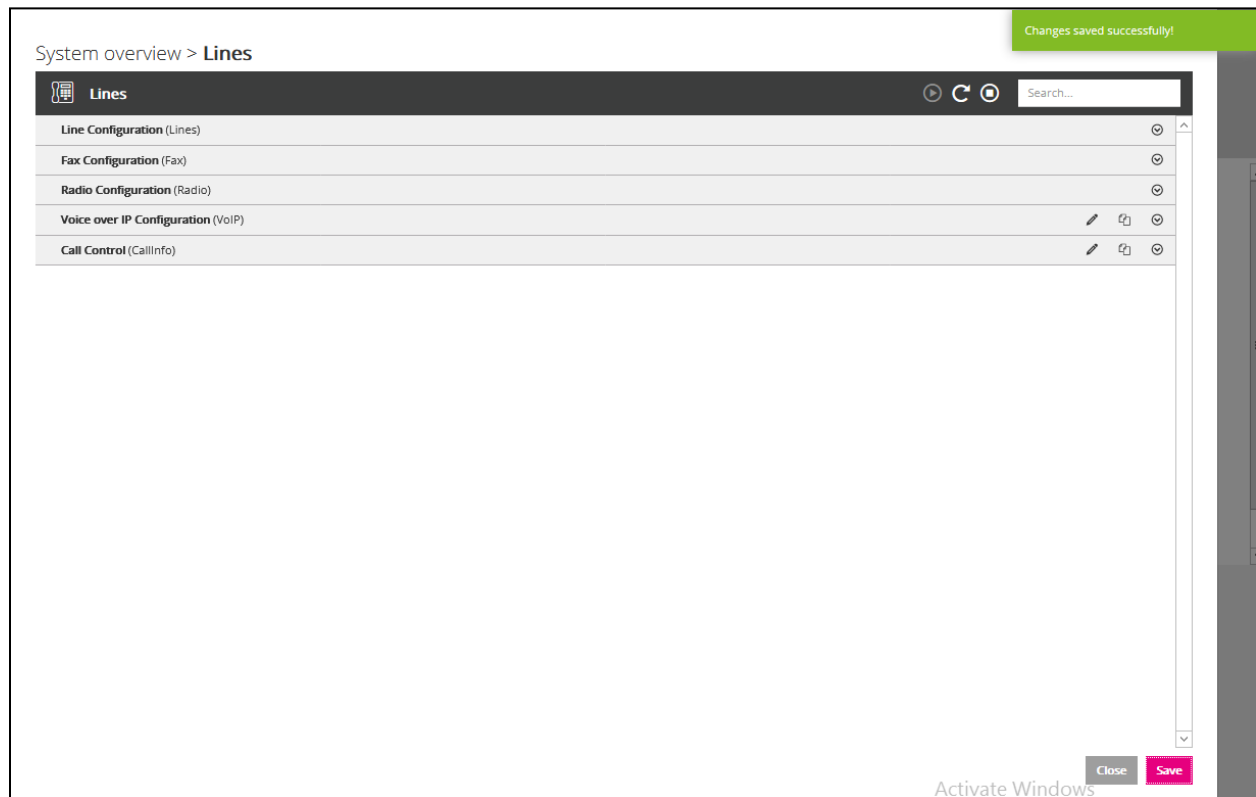 Changes saved successfully!
System overview > Lines
Lines
Search...
Line Configuration (Lines)
Fax Configuration (Fax)
Radio Configuration (Radio)
Voice over IP Configuration (VoIP)
Call Control (CallInfo)
Close
Save
Activate Windows